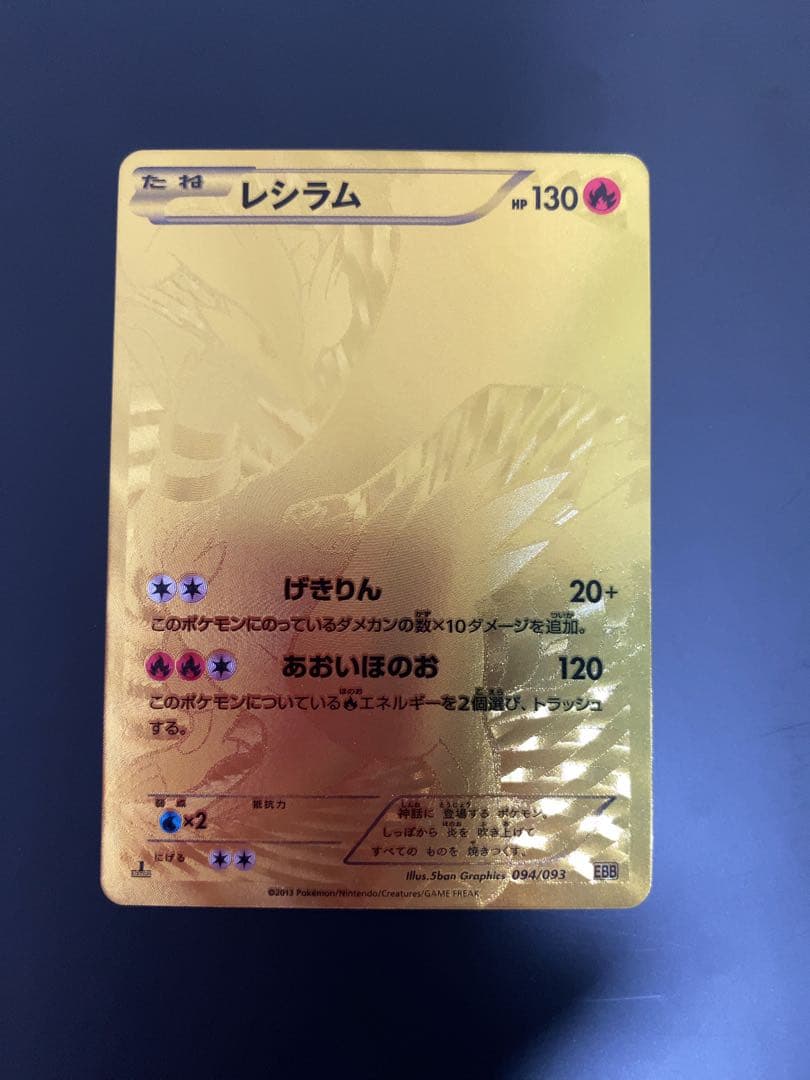 たね レシラム HP 130
げきりん 20+
このポケモンにのっているダメカンの数×10ダメージを追加。
あおいほのお 120
このポケモンについているエネルギーを2個選び、トラッシュ
する。
弱点 抵抗力
×2
神話に 登場する ポケモン。
しっぽから 炎を 吹き上げて
すべての ものを 焼きつくす。
にげる
Illus.5ban Graphics 094/093 EBB
©2013 Pokémon/Nintendo/Creatures/GAME FREAK